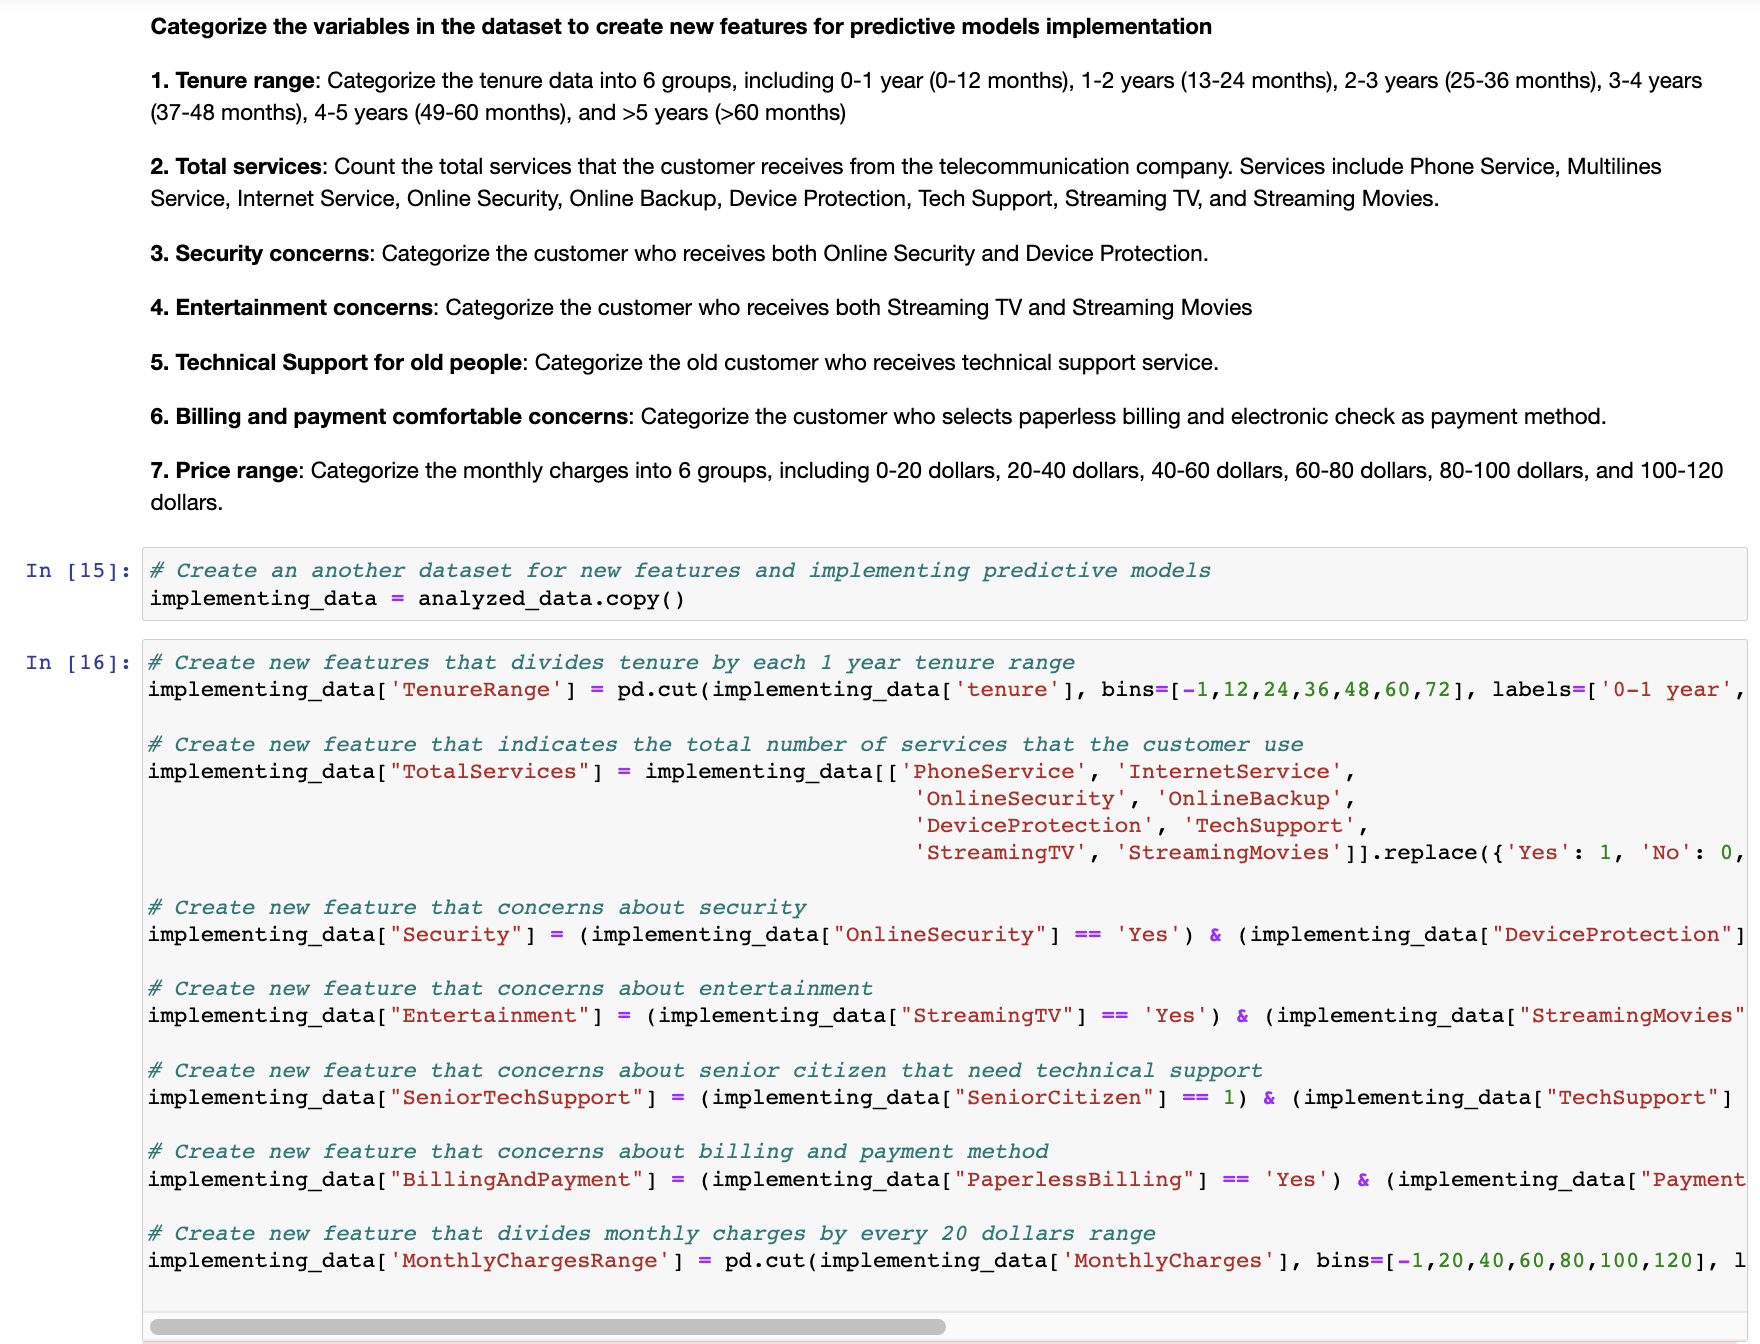 Categorize the variables in the dataset to create new features for predictive models implementation
1. Tenure range: Categorize the tenure data into 6 groups, including 0-1 year (0-12 months), 1-2 years (13-24 months), 2-3 years (25-36 months), 3-4 years
(37-48 months), 4-5 years (49-60 months), and >5 years (>60 months)
2. Total services: Count the total services that the customer receives from the telecommunication company. Services include Phone Service, Multilines
Service, Internet Service, Online Security, Online Backup, Device Protection, Tech Support, Streaming TV, and Streaming Movies.
3. Security concerns: Categorize the customer who receives both Online Security and Device Protection.
4. Entertainment concerns: Categorize the customer who receives both Streaming TV and Streaming Movies
5. Technical Support for old people: Categorize the old customer who receives technical support service.
6. Billing and payment comfortable concerns: Categorize the customer who selects paperless billing and electronic check as payment method.
7. Price range: Categorize the monthly charges into 6 groups, including 0-20 dollars, 20-40 dollars, 40-60 dollars, 60-80 dollars, 80-100 dollars, and 100-120
dollars.
In [15]: # Create an another dataset for new features and implementing predictive models
implementing_data = analyzed_data.copy()
In [16]: # Create new features that divides tenure by each 1 year tenure range
implementing_data['TenureRange'] = pd.cut(implementing_data['tenure'], bins=[-1,12,24,36,48,60,72], labels=['0-1 year',
# Create new feature that indicates the total number of services that the customer use
implementing_data["TotalServices"] = implementing_data[['PhoneService', 'InternetService',
'OnlineSecurity', 'OnlineBackup',
'DeviceProtection', 'TechSupport',
'StreamingTV', 'StreamingMovies']].replace({'Yes': 1, 'No': 0,
# Create new feature that concerns about security
implementing_data["Security"] = (implementing_data["OnlineSecurity"] == 'Yes') & (implementing_data["DeviceProtection"]
# Create new feature that concerns about entertainment
implementing_data["Entertainment"] = (implementing_data["StreamingTV"] == 'Yes') & (implementing_data["StreamingMovies"
# Create new feature that concerns about senior citizen that need technical support
implementing_data["SeniorTechSupport"] = (implementing_data["SeniorCitizen"] == 1) & (implementing_data["TechSupport"]
# Create new feature that concerns about billing and payment method
implementing_data["BillingAndPayment"] = (implementing_data["PaperlessBilling"] == 'Yes') & (implementing_data["Payment
# Create new feature that divides monthly charges by every 20 dollars range
implementing_data['MonthlyChargesRange'] = pd.cut(implementing_data['MonthlyCharges'], bins=[-1,20,40,60,80,100,120], l